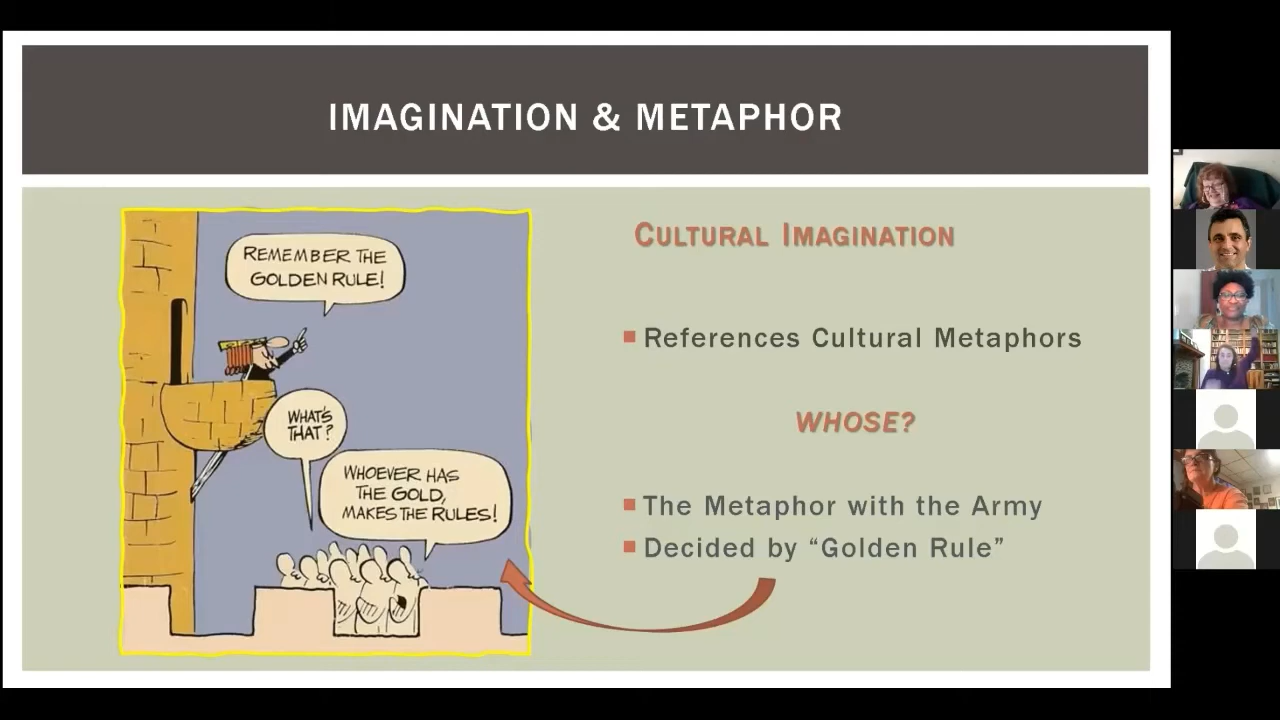 IMAGINATION & METAPHOR
REMEMBER THE
GOLDEN RULE!
WHAT'S
THAT?
WHOEVER HAS
THE GOLD,
MAKES THE RULES!
CULTURAL IMAGINATION
References Cultural Metaphors
WHOSE?
The Metaphor with the Army
Decided by “Golden Rule”